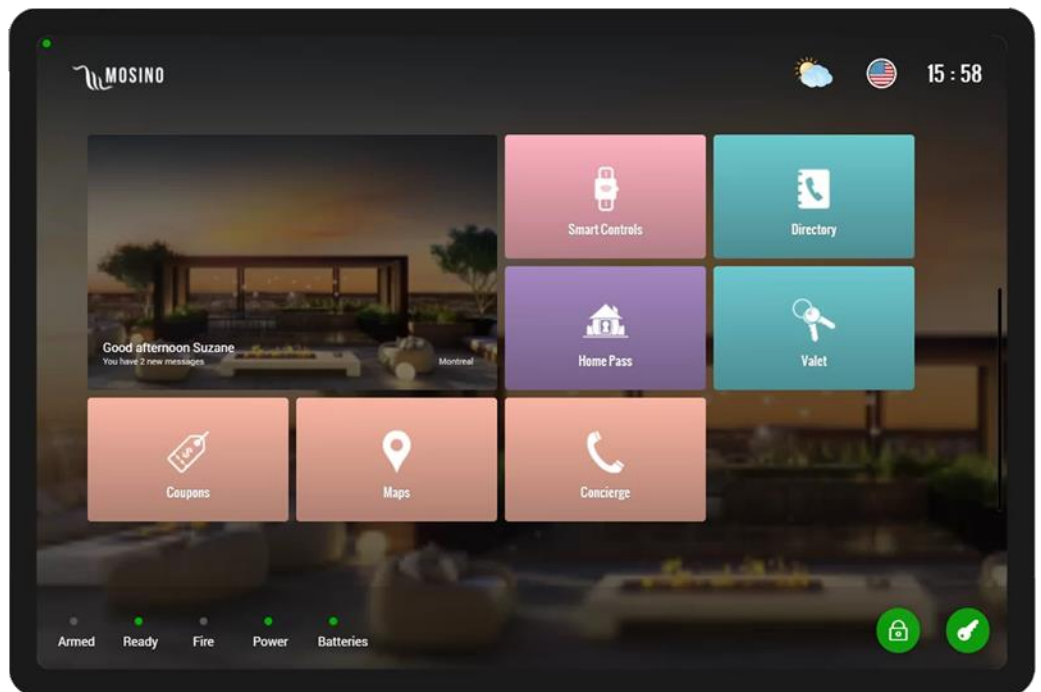 MOSINO
15 : 58
Smart Controls
Directory
Good afternoon Suzane
You have 2 new messages
Montreal
Home Pass
Valet
Coupons
Maps
Concierge
Armed
Ready
Fire
Power
Batteries